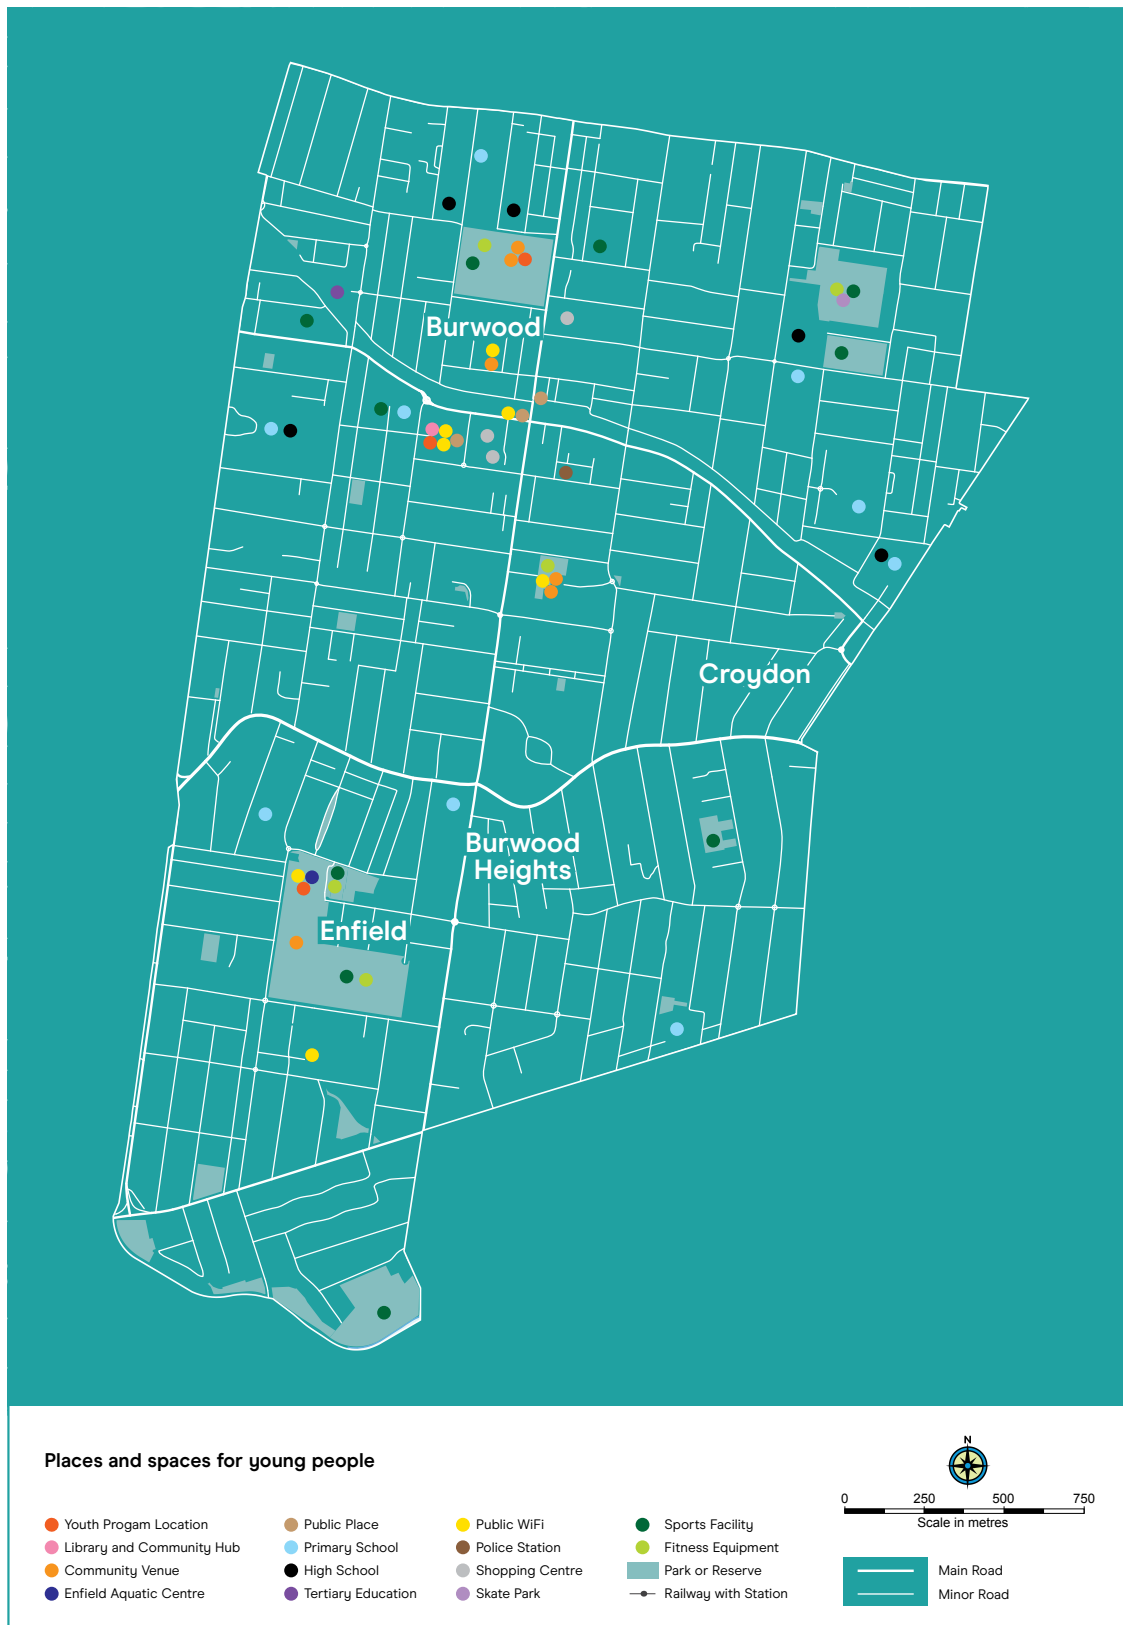 Burwood
Croydon
Burwood
Heights
Enfield
Places and spaces for young people
Youth Progam Location
Library and Community Hub
Community Venue
Enfield Aquatic Centre
Public Place
Primary School
High School
Tertiary Education
Public WiFi
Police Station
Shopping Centre
Skate Park
Sports Facility
Fitness Equipment
Park or Reserve
Railway with Station
N
0 250 500 750
Scale in metres
Main Road
Minor Road